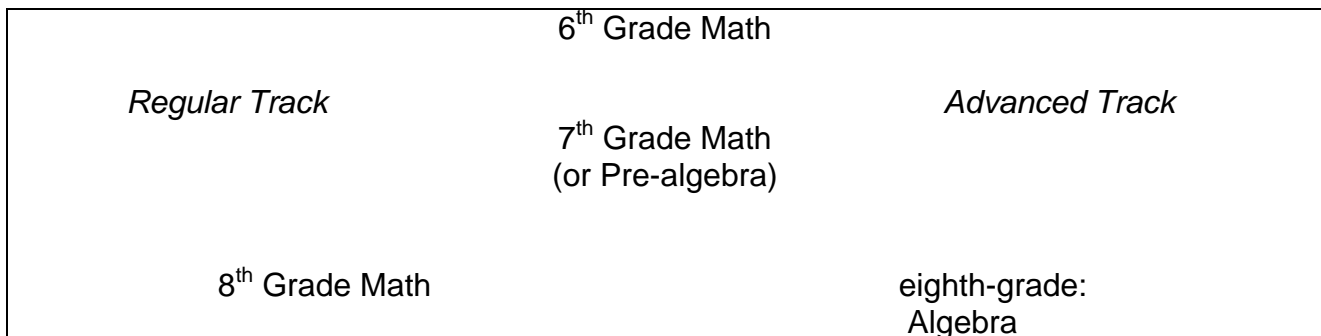 6th Grade Math
Regular Track Advanced Track
7th Grade Math
(or Pre-algebra)
8th Grade Math eighth-grade:
Algebra